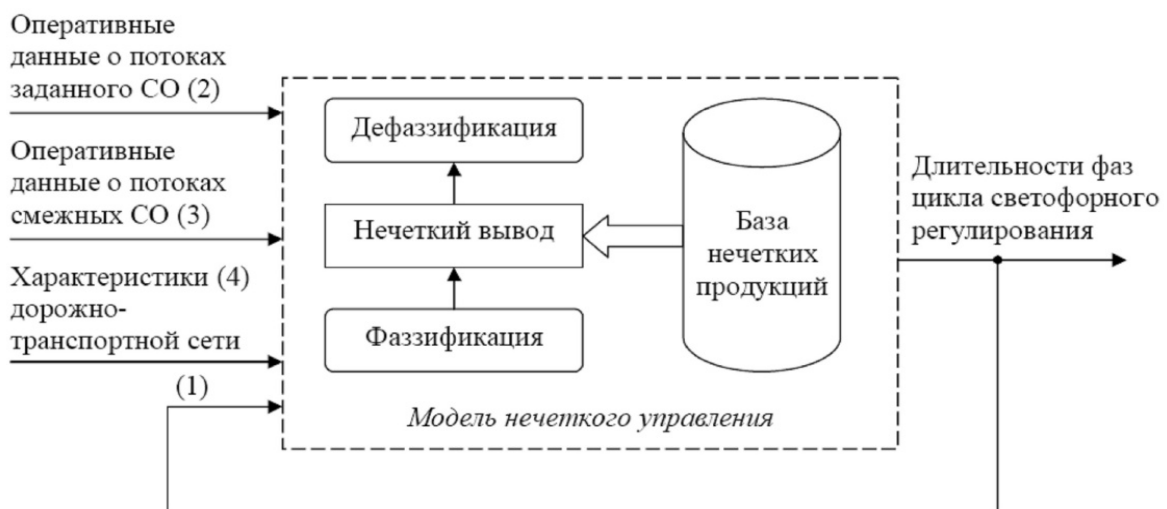 Оперативные
данные о потоках
заданного СО (2)
Оперативные
данные о потоках
смежных СО (3)
Характеристики (4)
дорожно-
транспортной сети
(1)
Дефаззификация
Нечеткий вывод
Фаззификация
База
нечетких
продукций
Модель нечеткого управления
Длительности фаз
цикла светофорного
регулирования